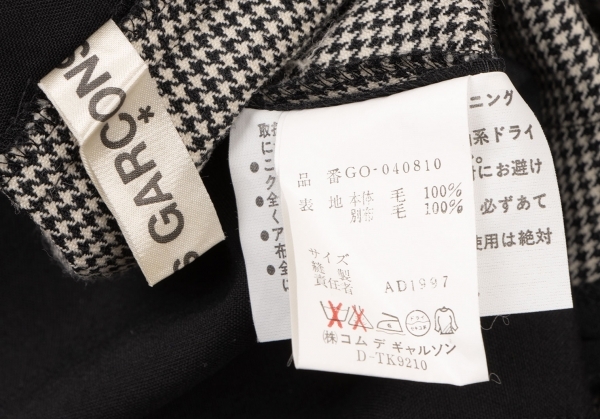 GARÇONS
*
S GARÇONS
ニング
系ドライ
にお避け
必ずあて
使用は絶対
品 番 GO-040810
表 地 本体 毛 100%
別布 毛 100%
サイズ
縫 製
責任者 AD1997
㈱コム デ ギャルソン
D-TK9210